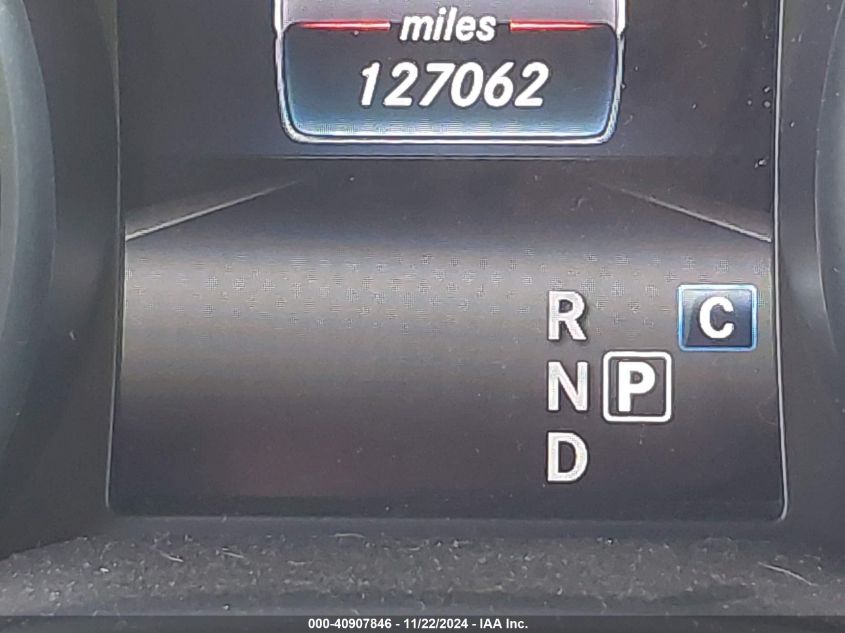 miles
127062
R C
N P
D
000-40907846 - 11/22/2024 - IAA Inc.